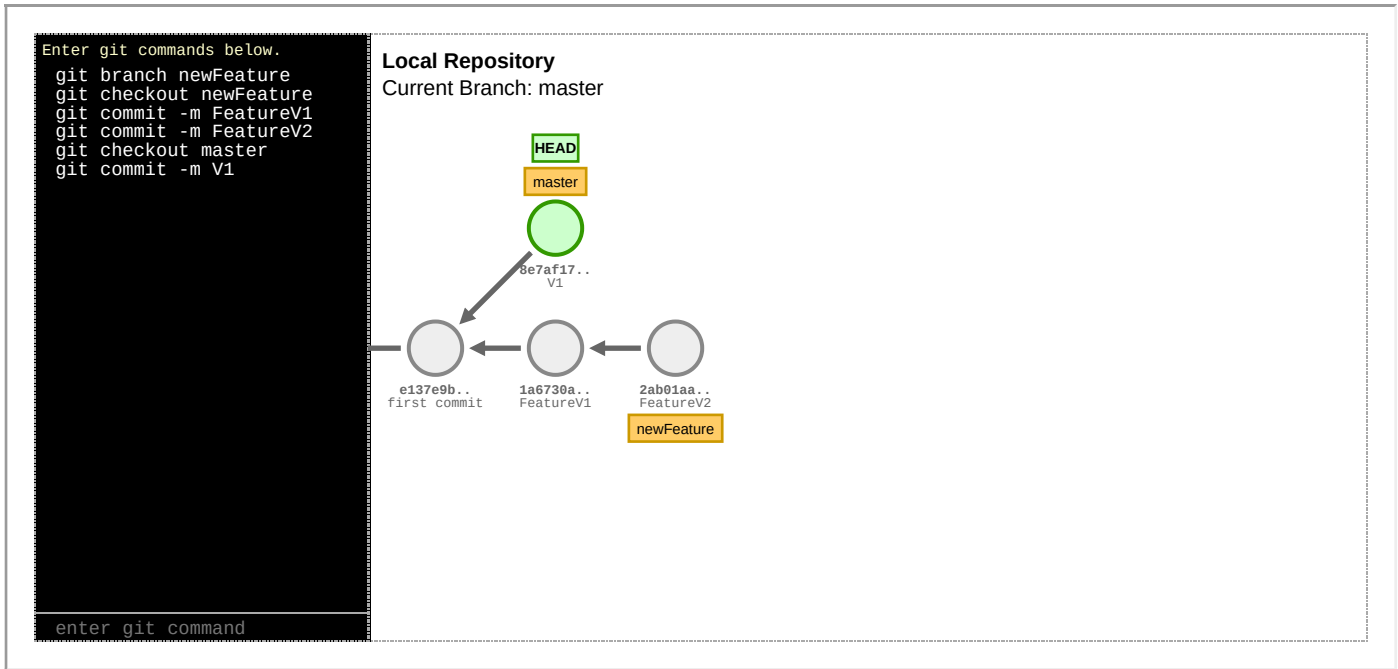 Enter git commands below.
git branch newFeature
git checkout newFeature
git commit -m FeatureV1
git commit -m FeatureV2
git checkout master
git commit -m V1
enter git command
Local Repository
Current Branch: master
HEAD
master
8e7af17..
V1
e137e9b..
first commit
1a6730a..
FeatureV1
2ab01aa..
FeatureV2
newFeature